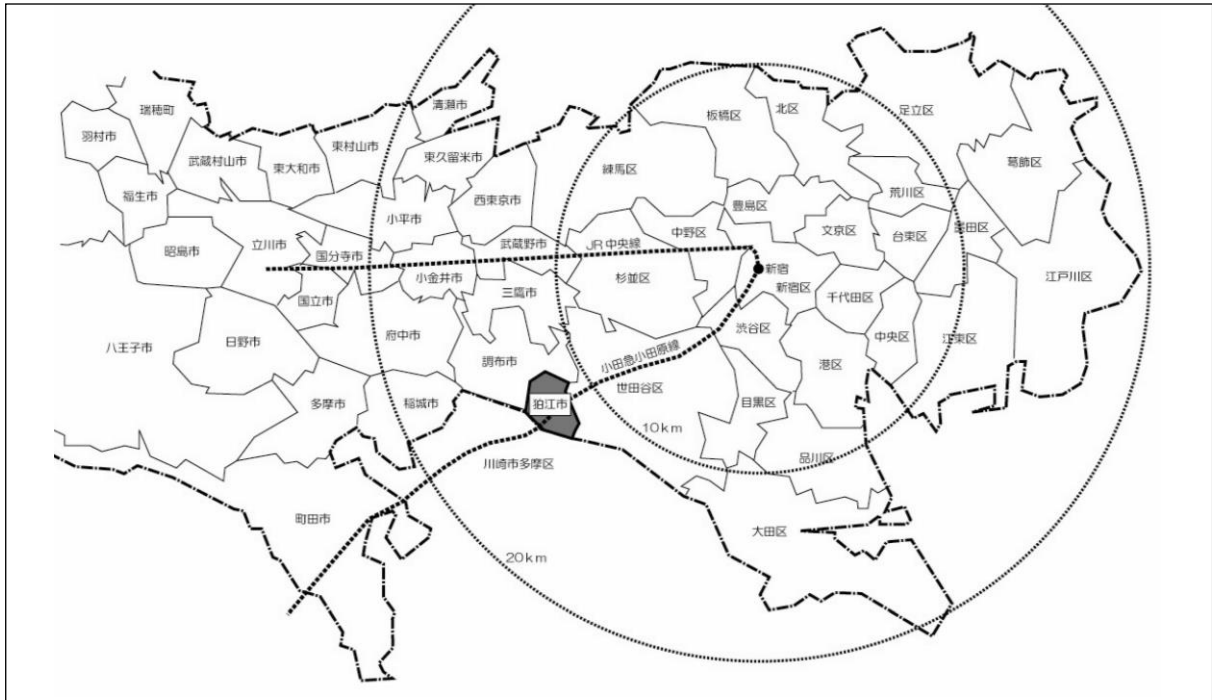 清瀬市
瑞穂町
羽村市
武蔵村山市
東大和市
東村山市
東久留米市
福生市
西東京市
小平市
昭島市
立川市
国分寺市
武蔵野市
小金井市
国立市
三鷹市
府中市
八王子市
日野市
調布市
多摩市
稲城市
狛江市
川崎市多摩区
町田市
板橋区
北区
足立区
葛飾区
練馬区
荒川区
豊島区
文京区
台東区
墨田区
中野区
JR中央線
杉並区
新宿
新宿区
千代田区
江戸川区
渋谷区
中央区
江東区
港区
小田急小田原線
世田谷区
目黒区
10km
品川区
大田区
20km